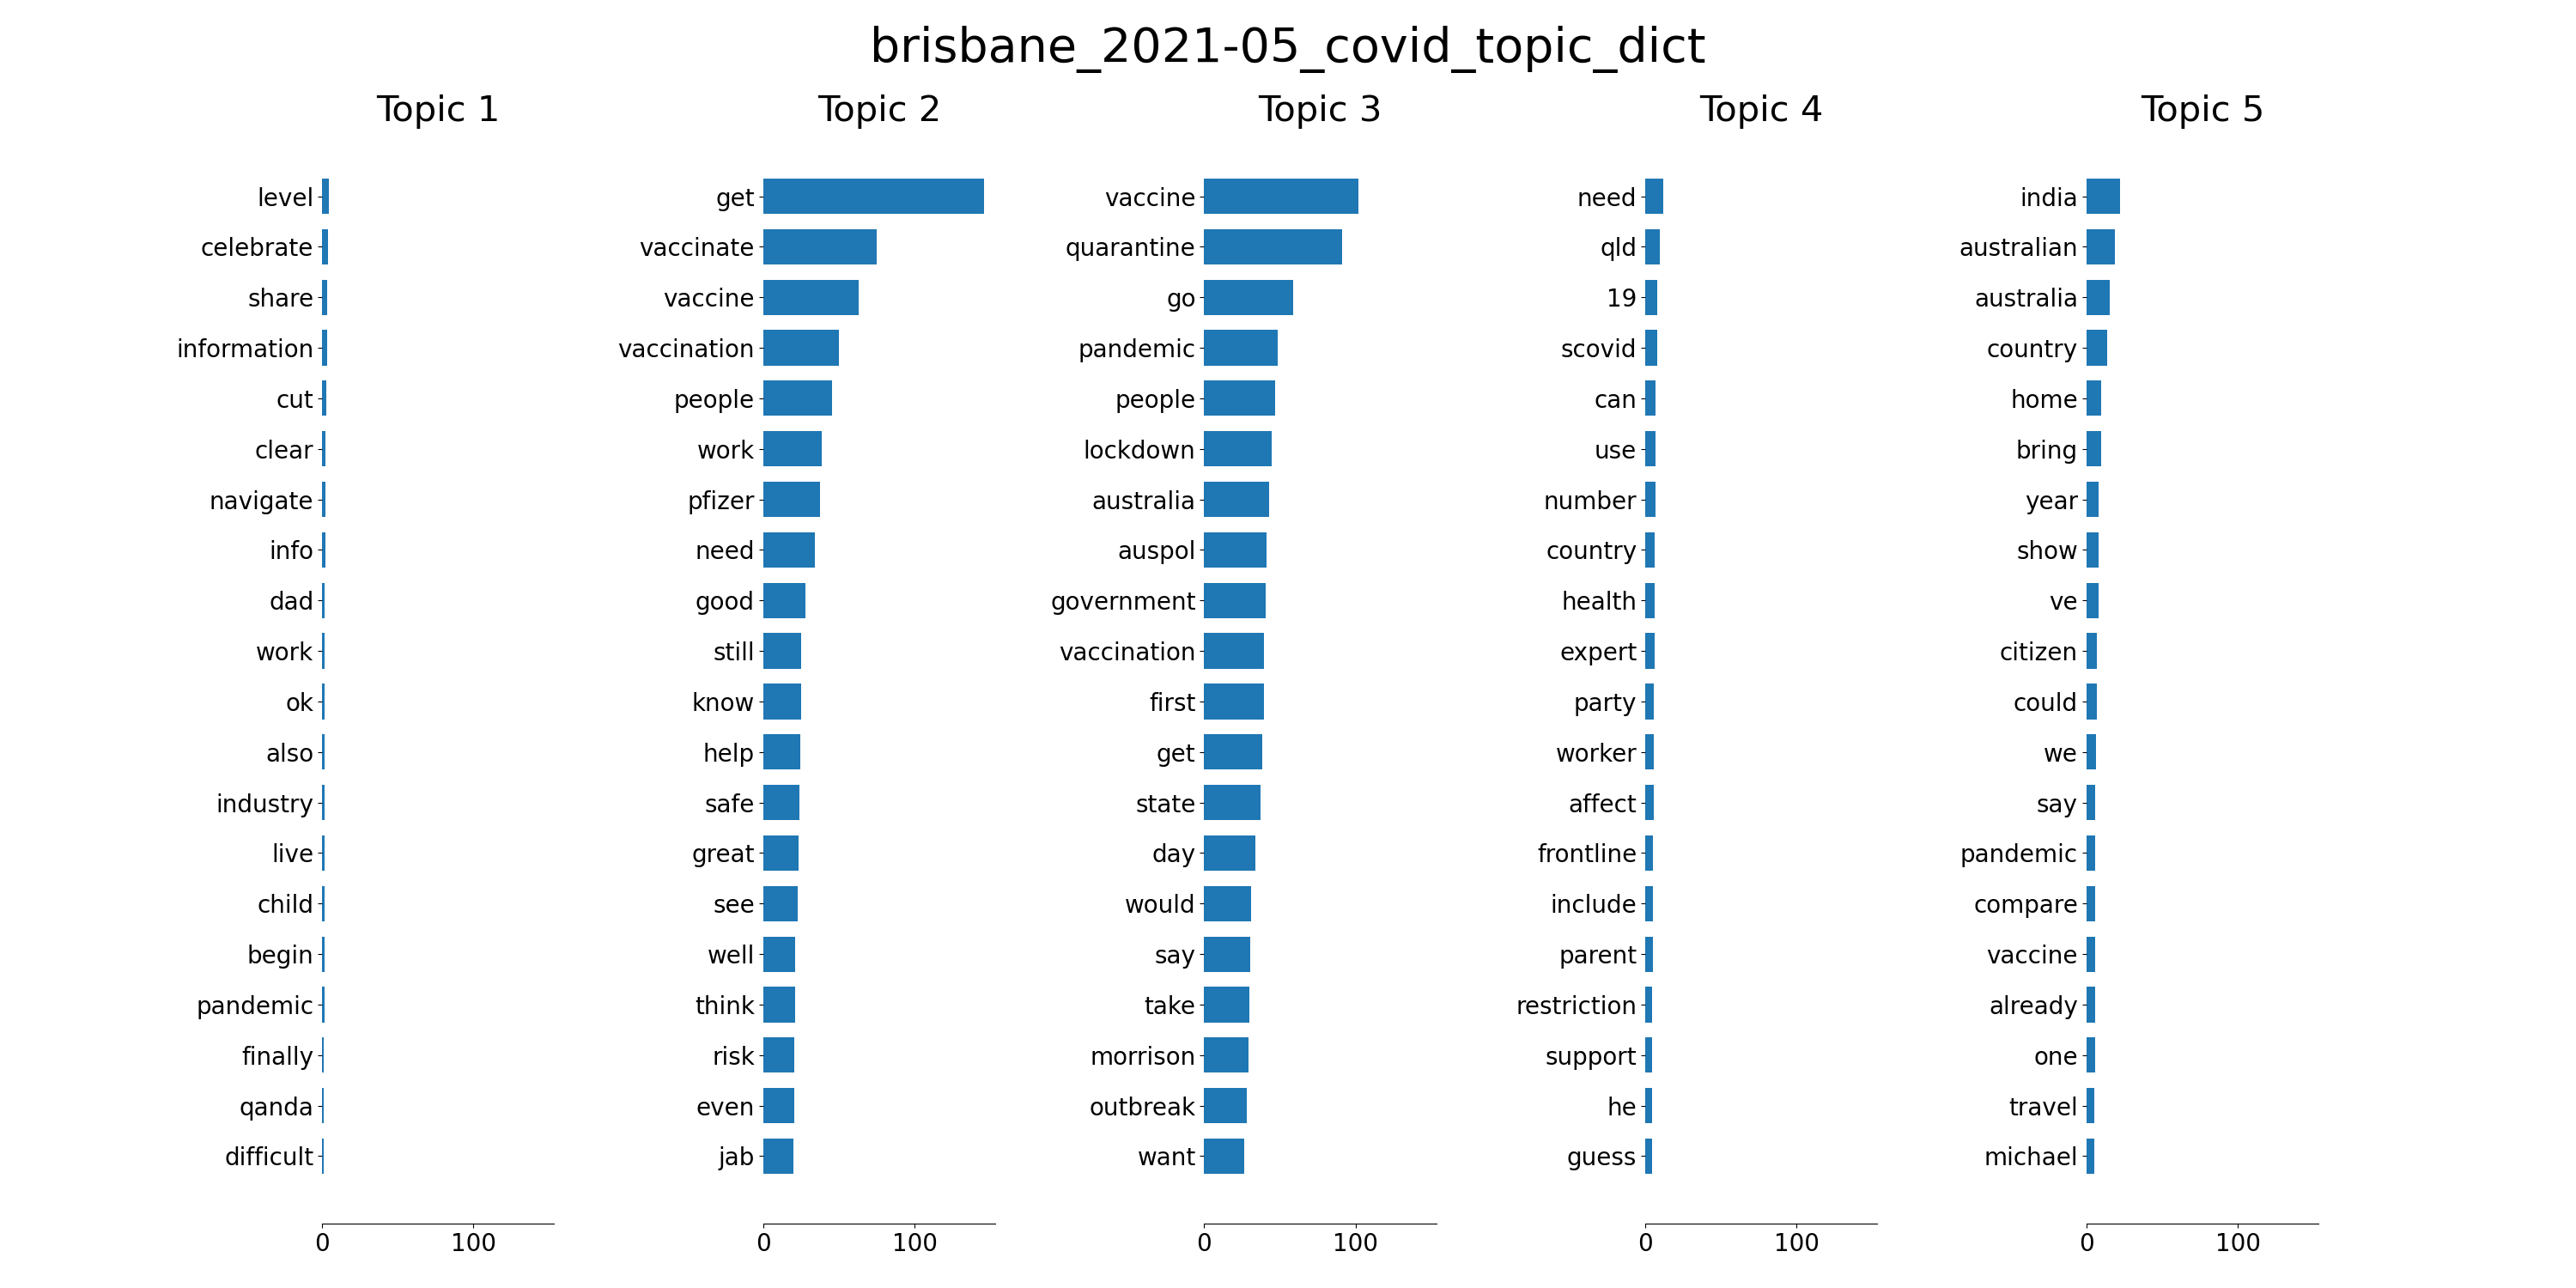 brisbane_2021-05_covid_topic_dict
Topic 1
level
celebrate
share
information
cut
clear
navigate
info
dad
work
ok
also
industry
live
child
begin
pandemic
finally
qanda
difficult
0 100
Topic 2
get
vaccinate
vaccine
vaccination
people
work
pfizer
need
good
still
know
help
safe
great
see
well
think
risk
even
jab
0 100
Topic 3
vaccine
quarantine
go
pandemic
people
lockdown
australia
auspol
government
vaccination
first
get
state
day
would
say
take
morrison
outbreak
want
0 100
Topic 4
need
qld
19
scovid
can
use
number
country
health
expert
party
worker
affect
frontline
include
parent
restriction
support
he
guess
0 100
Topic 5
india
australian
australia
country
home
bring
year
show
ve
citizen
could
we
say
pandemic
compare
vaccine
already
one
travel
michael
0 100